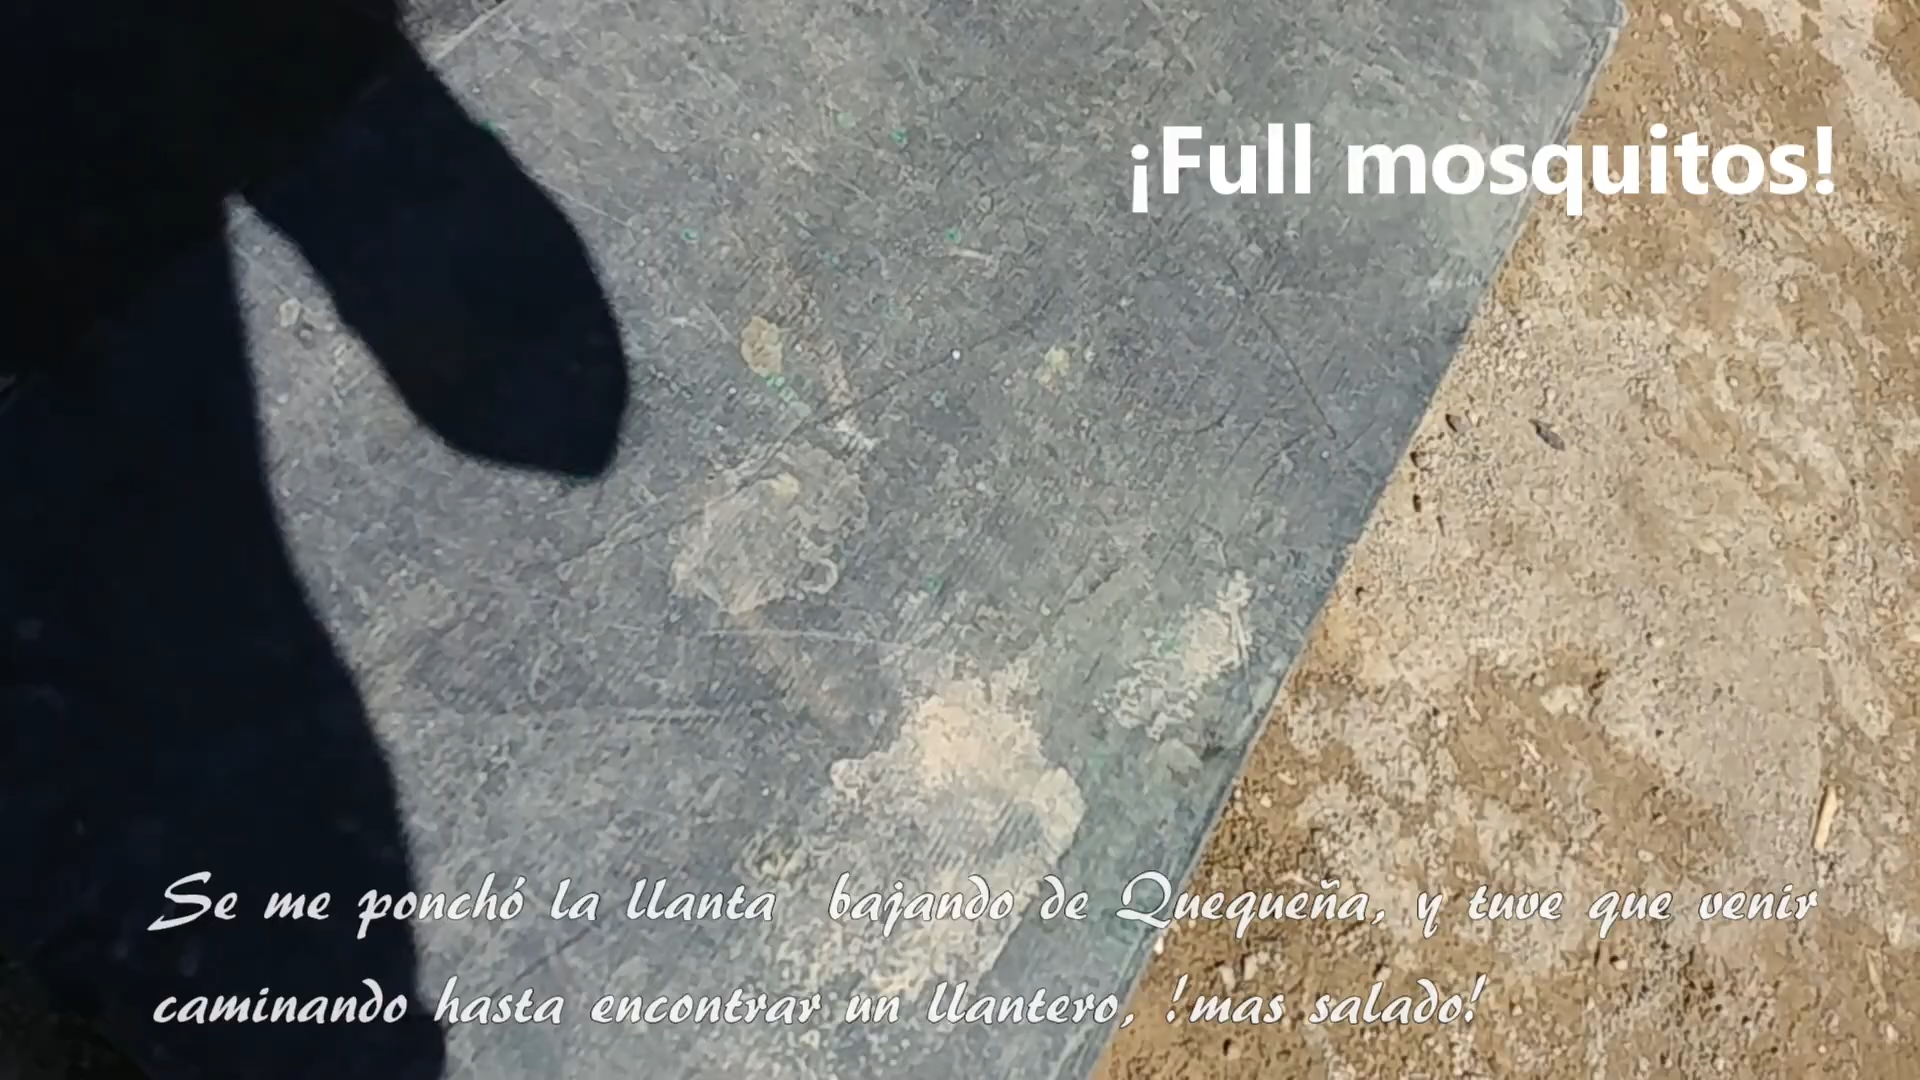 ¡Full mosquitos!
Se me ponchó la llanta bajando de Quequeña, y tuve que venir
caminando hasta encontrar un llantero, !mas salado!